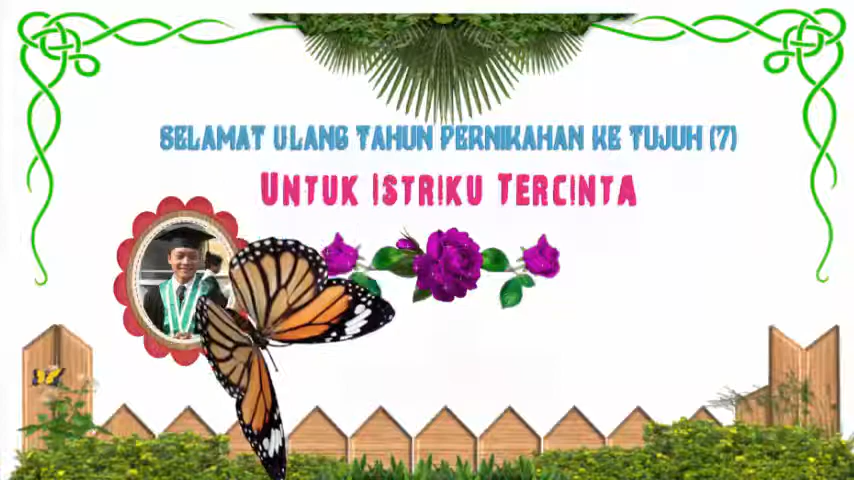 SELAMAT ULANG TAHUN PERNIKAHAN KE TUJUH (7)
UNTUK ISTRIKU TERCINTA